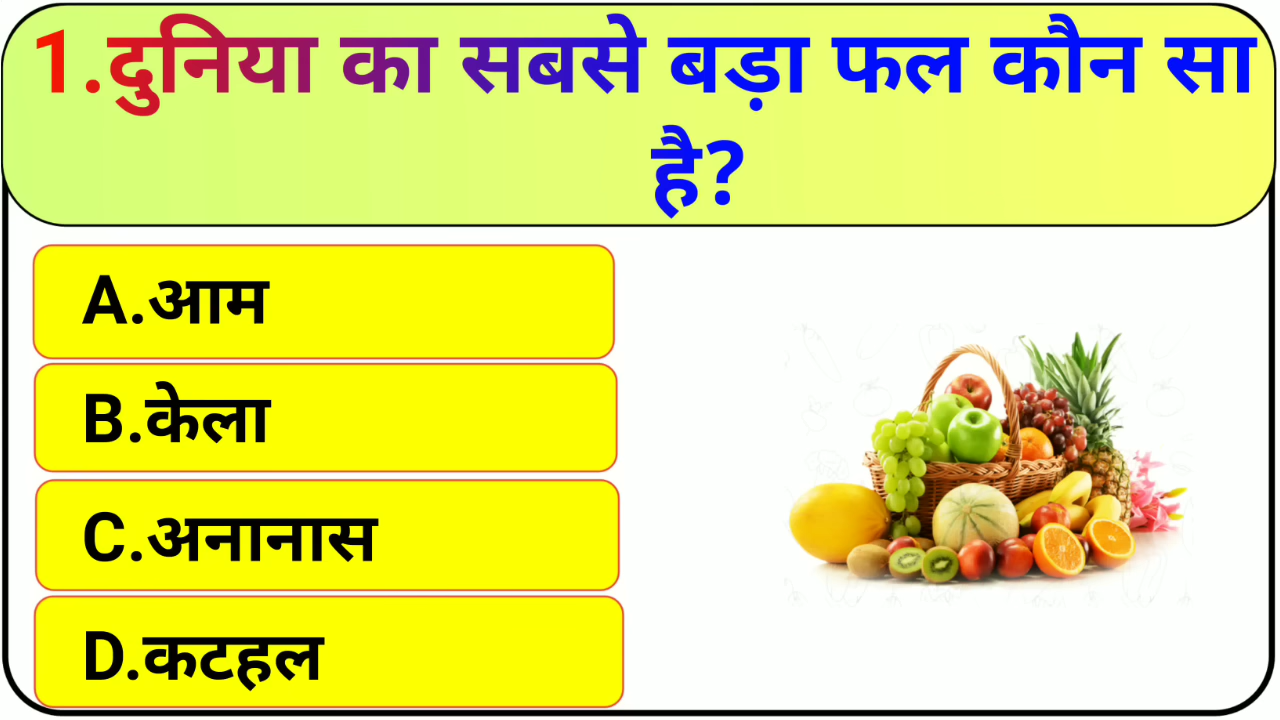 1.दुनिया का सबसे बड़ा फल कौन सा
है?
A.आम
B.केला
C.अनानास
D.कटहल